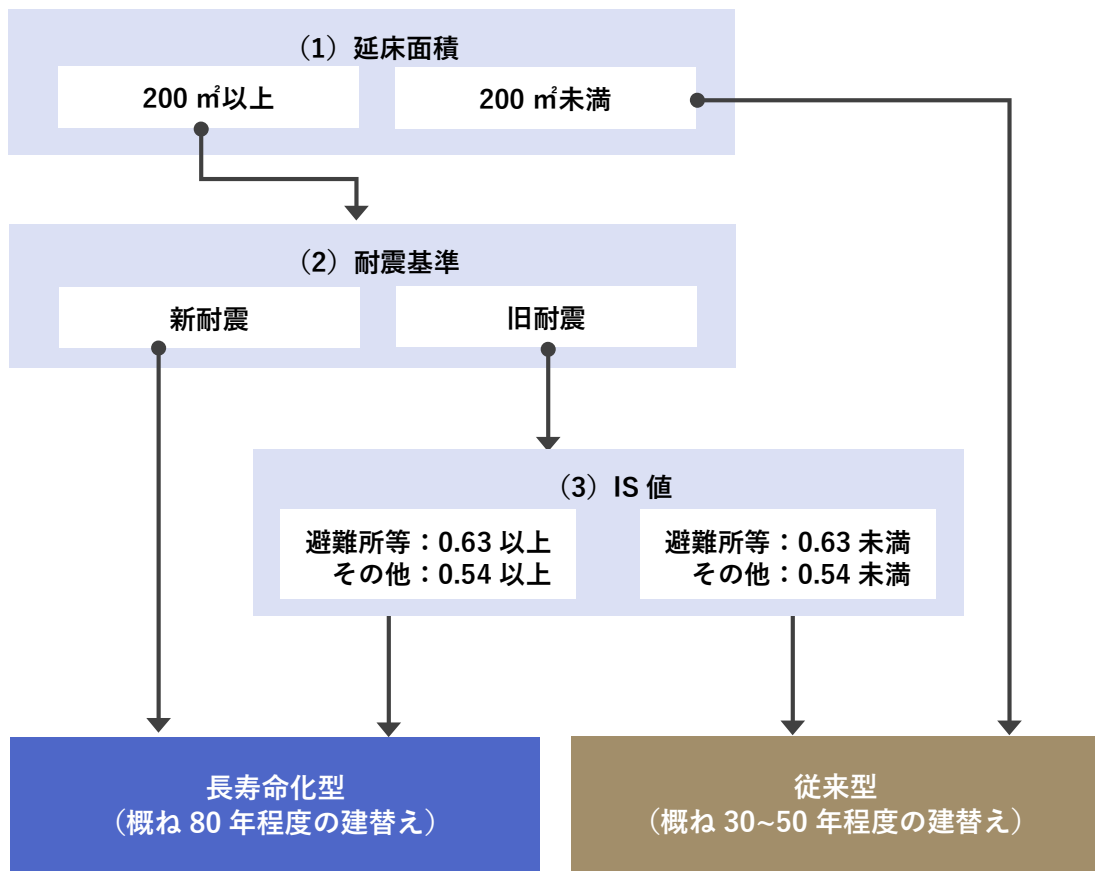 （1）延床面積
200 ㎡以上
200 ㎡未満
（2）耐震基準
新耐震
旧耐震
（3）IS 値
避難所等：0.63 以上
その他：0.54 以上
避難所等：0.63 未満
その他：0.54 未満
長寿命化型
（概ね 80 年程度の建替え）
従来型
（概ね 30~50 年程度の建替え）